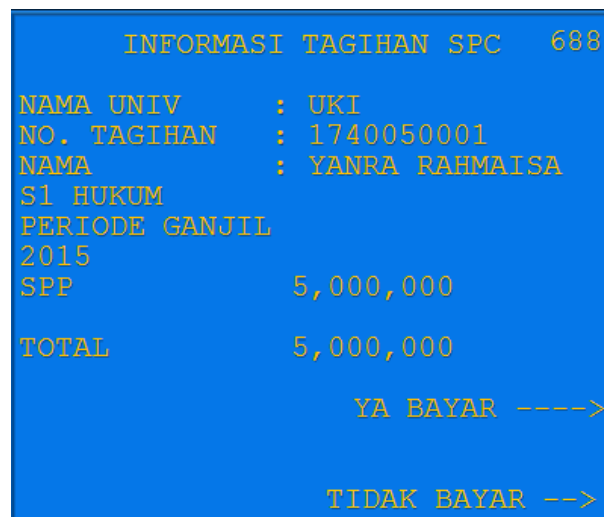 INFORMASI TAGIHAN SPC 688
NAMA UNIV : UKI
NO. TAGIHAN : 1740050001
NAMA : YANRA RAHMAISA
S1 HUKUM
PERIODE GANJIL
2015
SPP 5,000,000
TOTAL 5,000,000
YA BAYAR ---->
TIDAK BAYAR -->